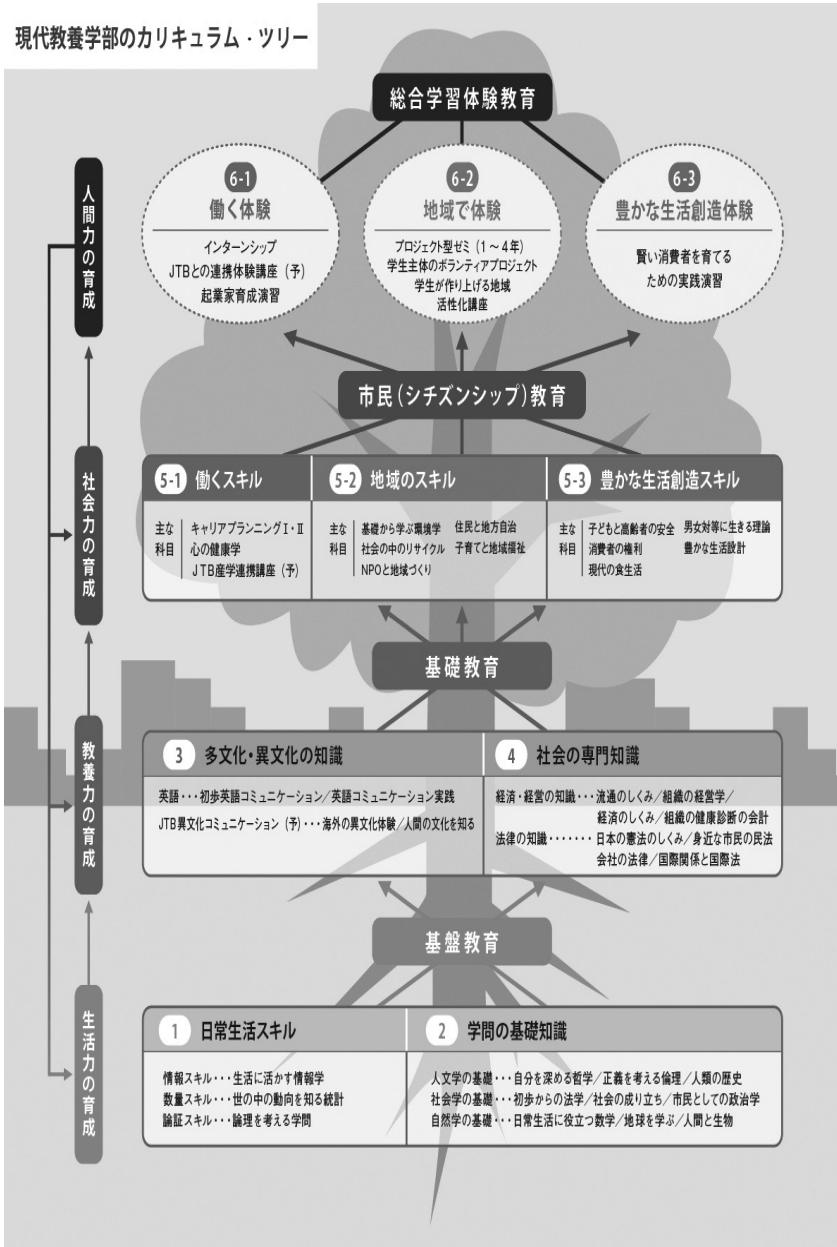 現代教養学部のカリキュラム・ツリー
総合学習体験教育
人間力の育成
6-1
働く体験
インターンシップ
JTBとの連携体験講座（予）
起業家育成演習
6-2
地域で体験
プロジェクト型ゼミ（1～4年）
学生主体のボランティアプロジェクト
学生が作り上げる地域
活性化講座
6-3
豊かな生活創造体験
賢い消費者を育てる
ための実践演習
市民（シチズンシップ）教育
社会力の育成
5-1 働くスキル
主な
科目
キャリアプランニングⅠ・Ⅱ
心の健康学
JTB産学連携講座（予）
5-2 地域のスキル
主な
科目
基礎から学ぶ環境学
社会の中のリサイクル
NPOと地域づくり
住民と地方自治
子育てと地域福祉
5-3 豊かな生活創造スキル
主な
科目
子どもと高齢者の安全
消費者の権利
現代の食生活
男女対等に生きる理論
豊かな生活設計
基礎教育
教養力の育成
3 多文化・異文化の知識
英語・・・初歩英語コミュニケーション／英語コミュニケーション実践
JTB異文化コミュニケーション（予）・・・海外の異文化体験／人間の文化を知る
4 社会の専門知識
経済・経営の知識・・・流通のしくみ／組織の経営学／
経済のしくみ／組織の健康診断の会計
法律の知識・・・・・・・日本の憲法のしくみ／身近な市民の民法
会社の法律／国際関係と国際法
基盤教育
生活力の育成
1 日常生活スキル
情報スキル・・・生活に活かす情報学
数量スキル・・・世の中の動向を知る統計
論証スキル・・・論理を考える学問
2 学問の基礎知識
人文学の基礎・・・自分を深める哲学／正義を考える倫理／人類の歴史
社会学の基礎・・・初歩からの法学／社会の成り立ち／市民としての政治学
自然学の基礎・・・日常生活に役立つ数学／地球を学ぶ／人間と生物